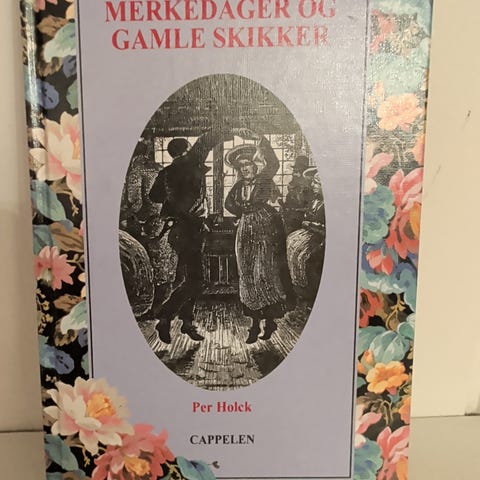 MERKEDAGER OG
GAMLE SKIKKER
Per Holck
CAPPELEN